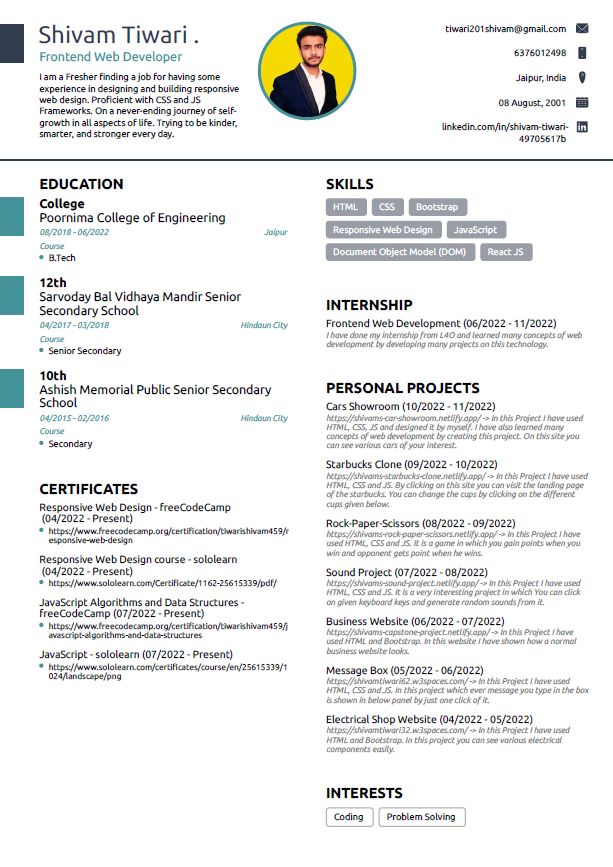 Shivam Tiwari .
Frontend Web Developer
I am a Fresher finding a job for having some
experience in designing and building responsive
web design. Proficient with CSS and JS
Frameworks. On a never-ending journey of self-
growth in all aspects of life. Trying to be kinder,
smarter, and stronger every day.
tiwari201shivam@gmail.com
6376012498
Jaipur, India
08 August, 2001
linkedin.com/in/shivam-tiwari-
49705617b
EDUCATION
College
Poornima College of Engineering
08/2018 - 06/2022 Jaipur
Course
B.Tech
12th
Sarvoday Bal Vidhaya Mandir Senior
Secondary School
04/2017 - 03/2018 Hindaun City
Course
Senior Secondary
10th
Ashish Memorial Public Senior Secondary
School
04/2015 - 02/2016 Hindaun City
Course
Secondary
CERTIFICATES
Responsive Web Design - freeCodeCamp
(04/2022 - Present)
https://www.freecodecamp.org/certification/tiwarishivam459/r
esponsive-web-design
Responsive Web Design course - sololearn
(04/2022 - Present)
https://www.sololearn.com/Certificate/1162-25615339/pdf/
JavaScript Algorithms and Data Structures -
freeCodeCamp (07/2022 - Present)
https://www.freecodecamp.org/certification/tiwarishivam459/j
avascript-algorithms-and-data-structures
JavaScript - sololearn (07/2022 - Present)
https://www.sololearn.com/certificates/course/en/25615339/1
024/landscape/png
SKILLS
HTML CSS Bootstrap
Responsive Web Design JavaScript
Document Object Model (DOM) React JS
INTERNSHIP
Frontend Web Development (06/2022 - 11/2022)
I have done my internship from L4O and learned many concepts of web
development by developing many projects on this technology.
PERSONAL PROJECTS
Cars Showroom (10/2022 - 11/2022)
https://shivams-car-showroom.netlify.app/ -> In this Project I have used
HTML, CSS, JS and designed it by myself. I have also learned many
concepts of web development by creating this project. On this site you
can see various cars of your interest.
Starbucks Clone (09/2022 - 10/2022)
https://shivams-starbucks-clone.netlify.app/ -> In this Project I have used
HTML, CSS and JS. By clicking on this site you can visit the landing page
of the starbucks. You can change the cups by clicking on the different
cups given below.
Rock-Paper-Scissors (08/2022 - 09/2022)
https://shivams-rock-paper-scissors.netlify.app/ -> In this Project I have
used HTML, CSS and JS. It is a game in which you gain points when you
win and opponent gets point when he wins.
Sound Project (07/2022 - 08/2022)
https://shivams-sound-project.netlify.app/ -> In this Project I have used
HTML, CSS and JS. It is a very interesting project in which You can click
on given keyboard keys and generate random sounds from it.
Business Website (06/2022 - 07/2022)
https://shivams-capstone-project.netlify.app/ -> In this Project I have
used HTML and Bootstrap. In this website I have shown how a normal
business website looks.
Message Box (05/2022 - 06/2022)
https://shivamtiwari62.w3spaces.com/ -> In this Project I have used
HTML, CSS and JS. In this project which ever message you type in the box
is shown in below panel by just one click of it.
Electrical Shop Website (04/2022 - 05/2022)
https://shivamtiwari32.w3spaces.com/ -> In this Project I have used
HTML and Bootstrap. In this project you can see various electrical
components easily.
INTERESTS
Coding Problem Solving